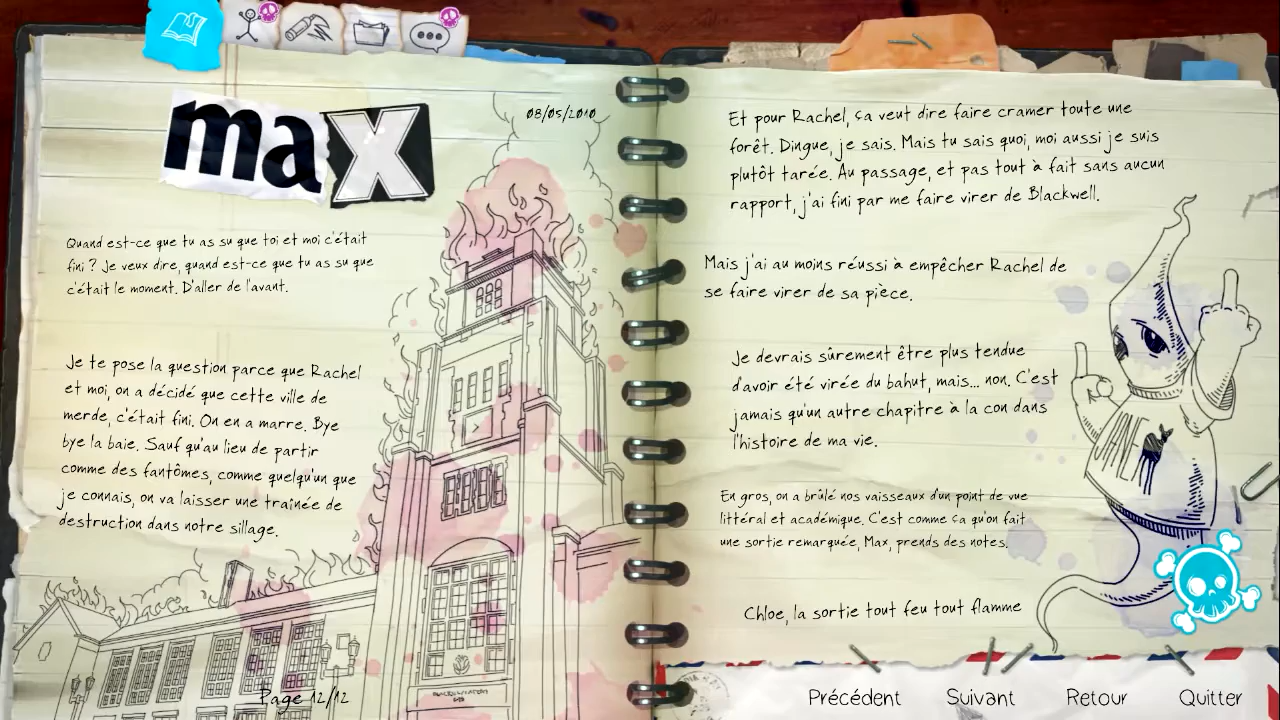 max
08/05/2010
Quand est-ce que tu as su que toi et moi c'était
fini ? Je veux dire, quand est-ce que tu as su que
c'était le moment. D'aller de l'avant.
Je te pose la question parce que Rachel
et moi, on a décidé que cette ville de
merde, c'était fini. On en a marre. Bye
bye la baie. Sauf qu'au lieu de partir
comme des fantômes, comme quelqu'un que
je connais, on va laisser une traînée de
destruction dans notre sillage.
Page 12/12
Et pour Rachel, ça veut dire faire cramer toute une
forêt. Dingue, je sais. Mais tu sais quoi, moi aussi je suis
plutôt tarée. Au passage, et pas tout à fait sans aucun
rapport, j'ai fini par me faire virer de Blackwell.
Mais j'ai au moins réussi à empêcher Rachel de
se faire virer de sa pièce.
Je devrais sûrement être plus tendue
d'avoir été virée du bahut, mais... non. C'est
jamais qu'un autre chapitre à la con dans
l'histoire de ma vie.
En gros, on a brûlé nos vaisseaux d'un point de vue
littéral et académique. C'est comme ça qu'on fait
une sortie remarquée, Max, prends des notes.
Chloe, la sortie tout feu tout flamme
Précédent Suivant Retour Quitter